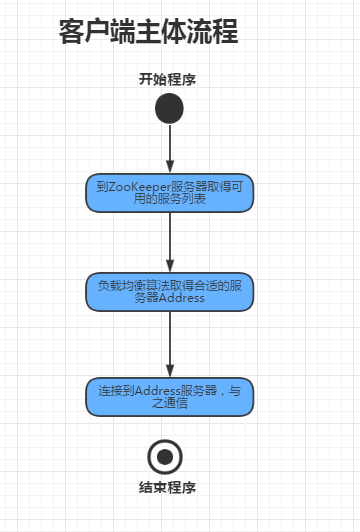 客户端主体流程
开始程序
到ZooKeeper服务器取得可
用的服务列表
负载均衡算法取得合适的服
务器Address
连接到Address服务器，与
之通信
结束程序